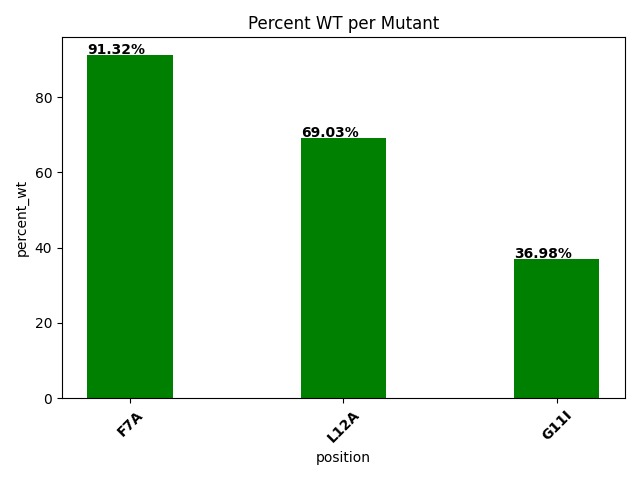 Percent WT per Mutant
91.32%
69.03%
36.98%
percent_wt
80
60
40
20
0
F7A
L12A
G11I
position